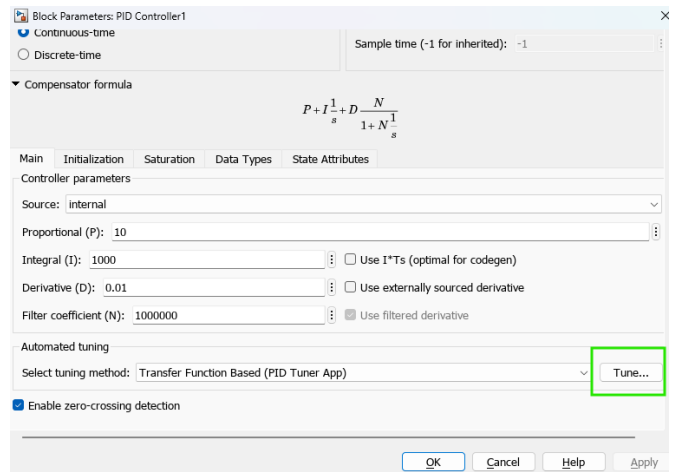 Block Parameters: PID Controller1
Continuous-time
Discrete-time
Sample time (-1 for inherited): -1
Compensator formula
P + I 1/s + D N/(1 + N 1/s)
Main Initialization Saturation Data Types State Attributes
Controller parameters
Source: internal
Proportional (P): 10
Integral (I): 1000
Use I*Ts (optimal for codegen)
Derivative (D): 0.01
Use externally sourced derivative
Filter coefficient (N): 1000000
Use filtered derivative
Automated tuning
Select tuning method: Transfer Function Based (PID Tuner App)
Tune...
Enable zero-crossing detection
OK Cancel Help Apply